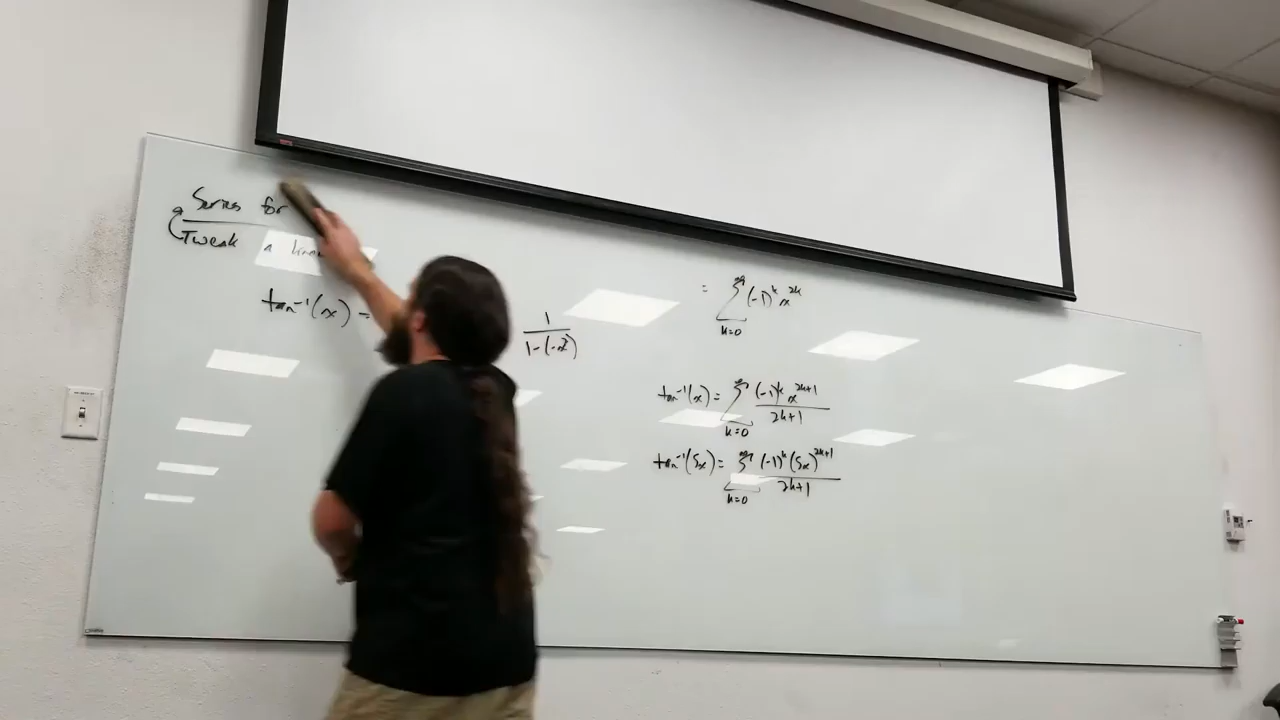 Series for
Tweak a
tan⁻¹(x) =
1/(1-(-x²))
= ∑_{k=0}^{∞} (-1)^k x^{2k}
tan⁻¹(x) = ∑_{k=0}^{∞} (-1)^k x^{2k+1}/(2k+1)
tan⁻¹(5x) = ∑_{k=0}^{∞} (-1)^k (5x)^{2k+1}/(2k+1)